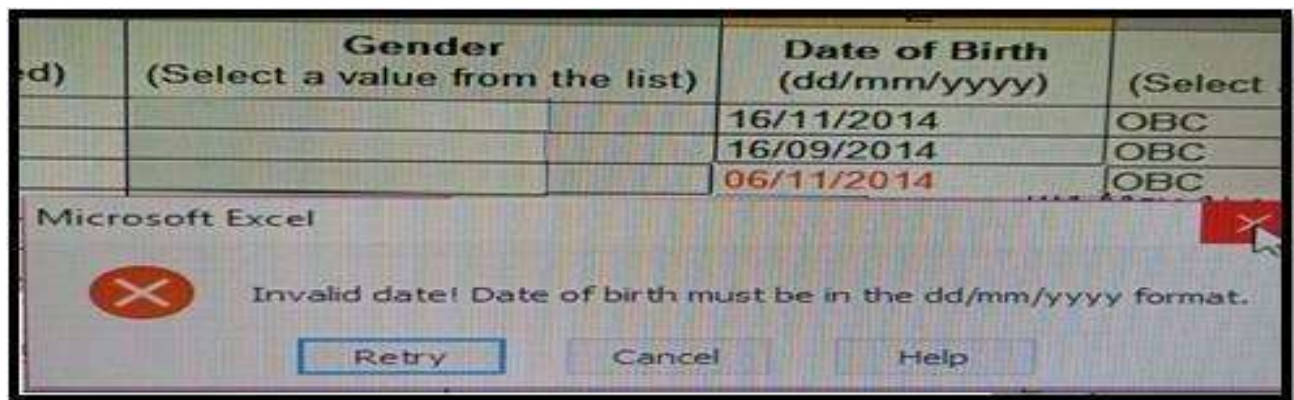 Gender
Date of Birth
ed) (Select a value from the list) (dd/mm/yyyy) (Select
16/11/2014 OBC
16/09/2014 OBC
06/11/2014 OBC
Microsoft Excel
Invalid date! Date of birth must be in the dd/mm/yyyy format.
Retry Cancel Help